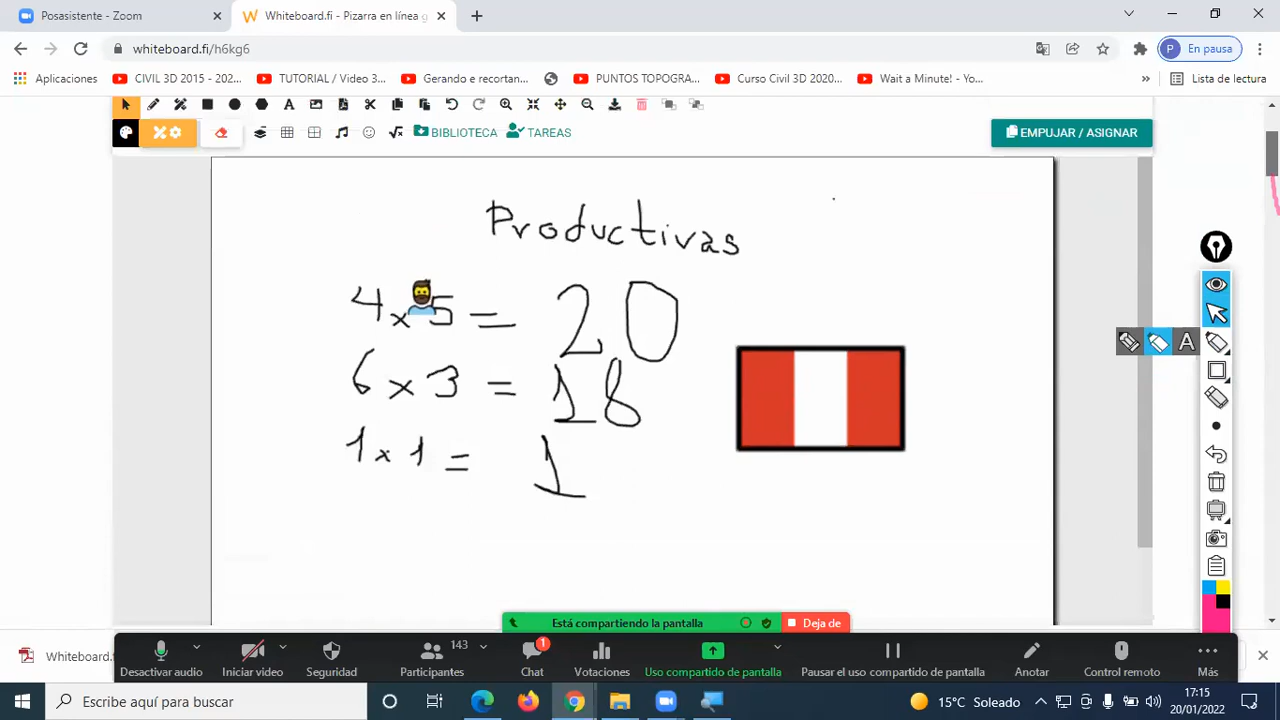 Posasistente - Zoom
Whiteboard.fi - Pizarra en línea g
whiteboard.fi/h6kg6
En pausa
Aplicaciones
CIVIL 3D 2015 - 202...
TUTORIAL / Video 3...
Gerando e recortan...
PUNTOS TOPOGRA...
Curso Civil 3D 2020...
Wait a Minute! - Yo...
»
Lista de lectura
BIBLIOTECA
TAREAS
EMPUJAR / ASIGNAR
Productivas
4 x 5 = 20
6 x 3 = 18
1 x 1 = 1
A
Está compartiendo la pantalla
Deja de
Whiteboard.f
Desactivar audio
Iniciar video
Seguridad
Participantes 143
Chat 1
Votaciones
Uso compartido de pantalla
Pausar el uso compartido de pantalla
Anotar
Control remoto
Más
Escribe aquí para buscar
15°C Soleado
17:15
20/01/2022